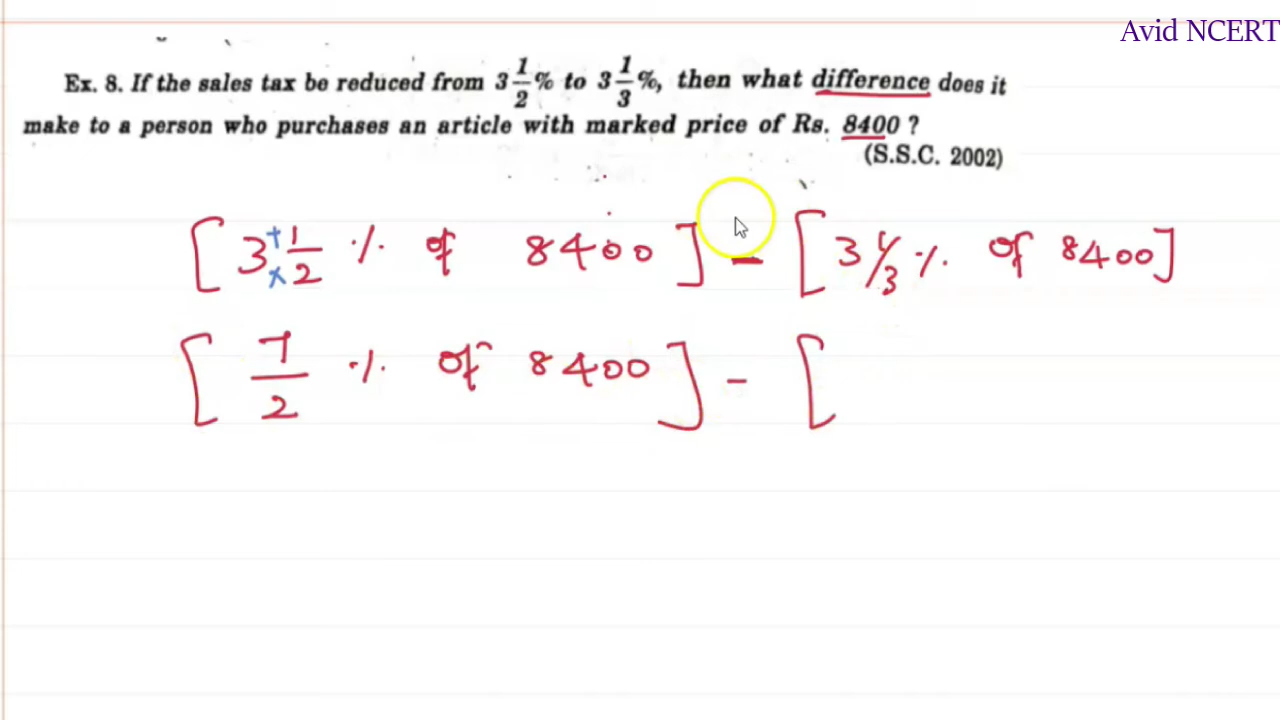 Avid NCERT
Ex. 8. If the sales tax be reduced from 3 1/2 % to 3 1/3 %, then what difference does it
make to a person who purchases an article with marked price of Rs. 8400 ?
(S.S.C. 2002)
[ 3 + × 1/2 % of 8400 ] - [ 3 1/3 % of 8400 ]
[ 7/2 % of 8400 ] - [